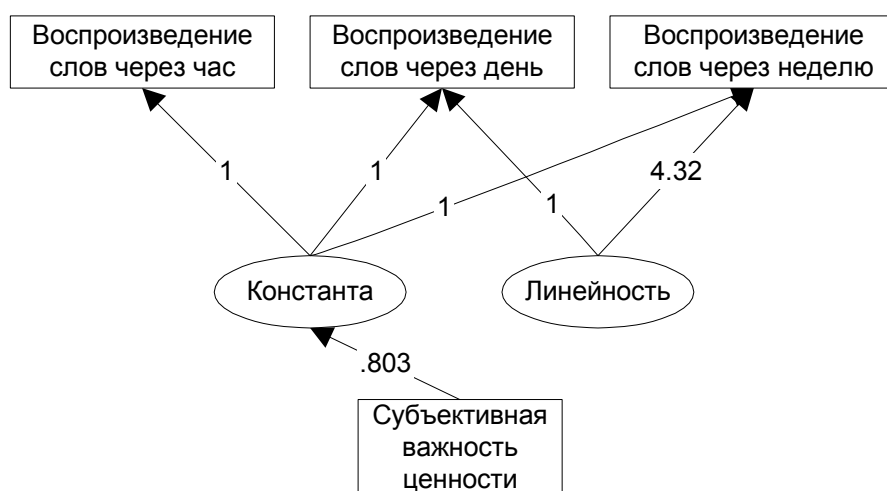 Воспроизведение
слов через час
Воспроизведение
слов через день
Воспроизведение
слов через неделю
1
1
4.32
1
1
Константа
Линейность
.803
Субъективная
важность
ценности